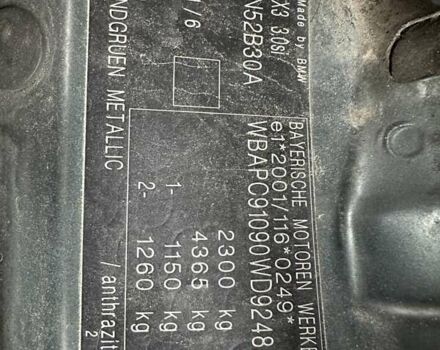 Made by BMW
X3 3.0si
N52B30A
1/6
NDGRUEN METALLIC
/anthrazit
2
BAYERISCHE MOTOREN WERKE
e1*2001/116*0249*
WBAPC91090WD9248
2300 kg
4365 kg
1- 1150 kg
2- 1260 kg